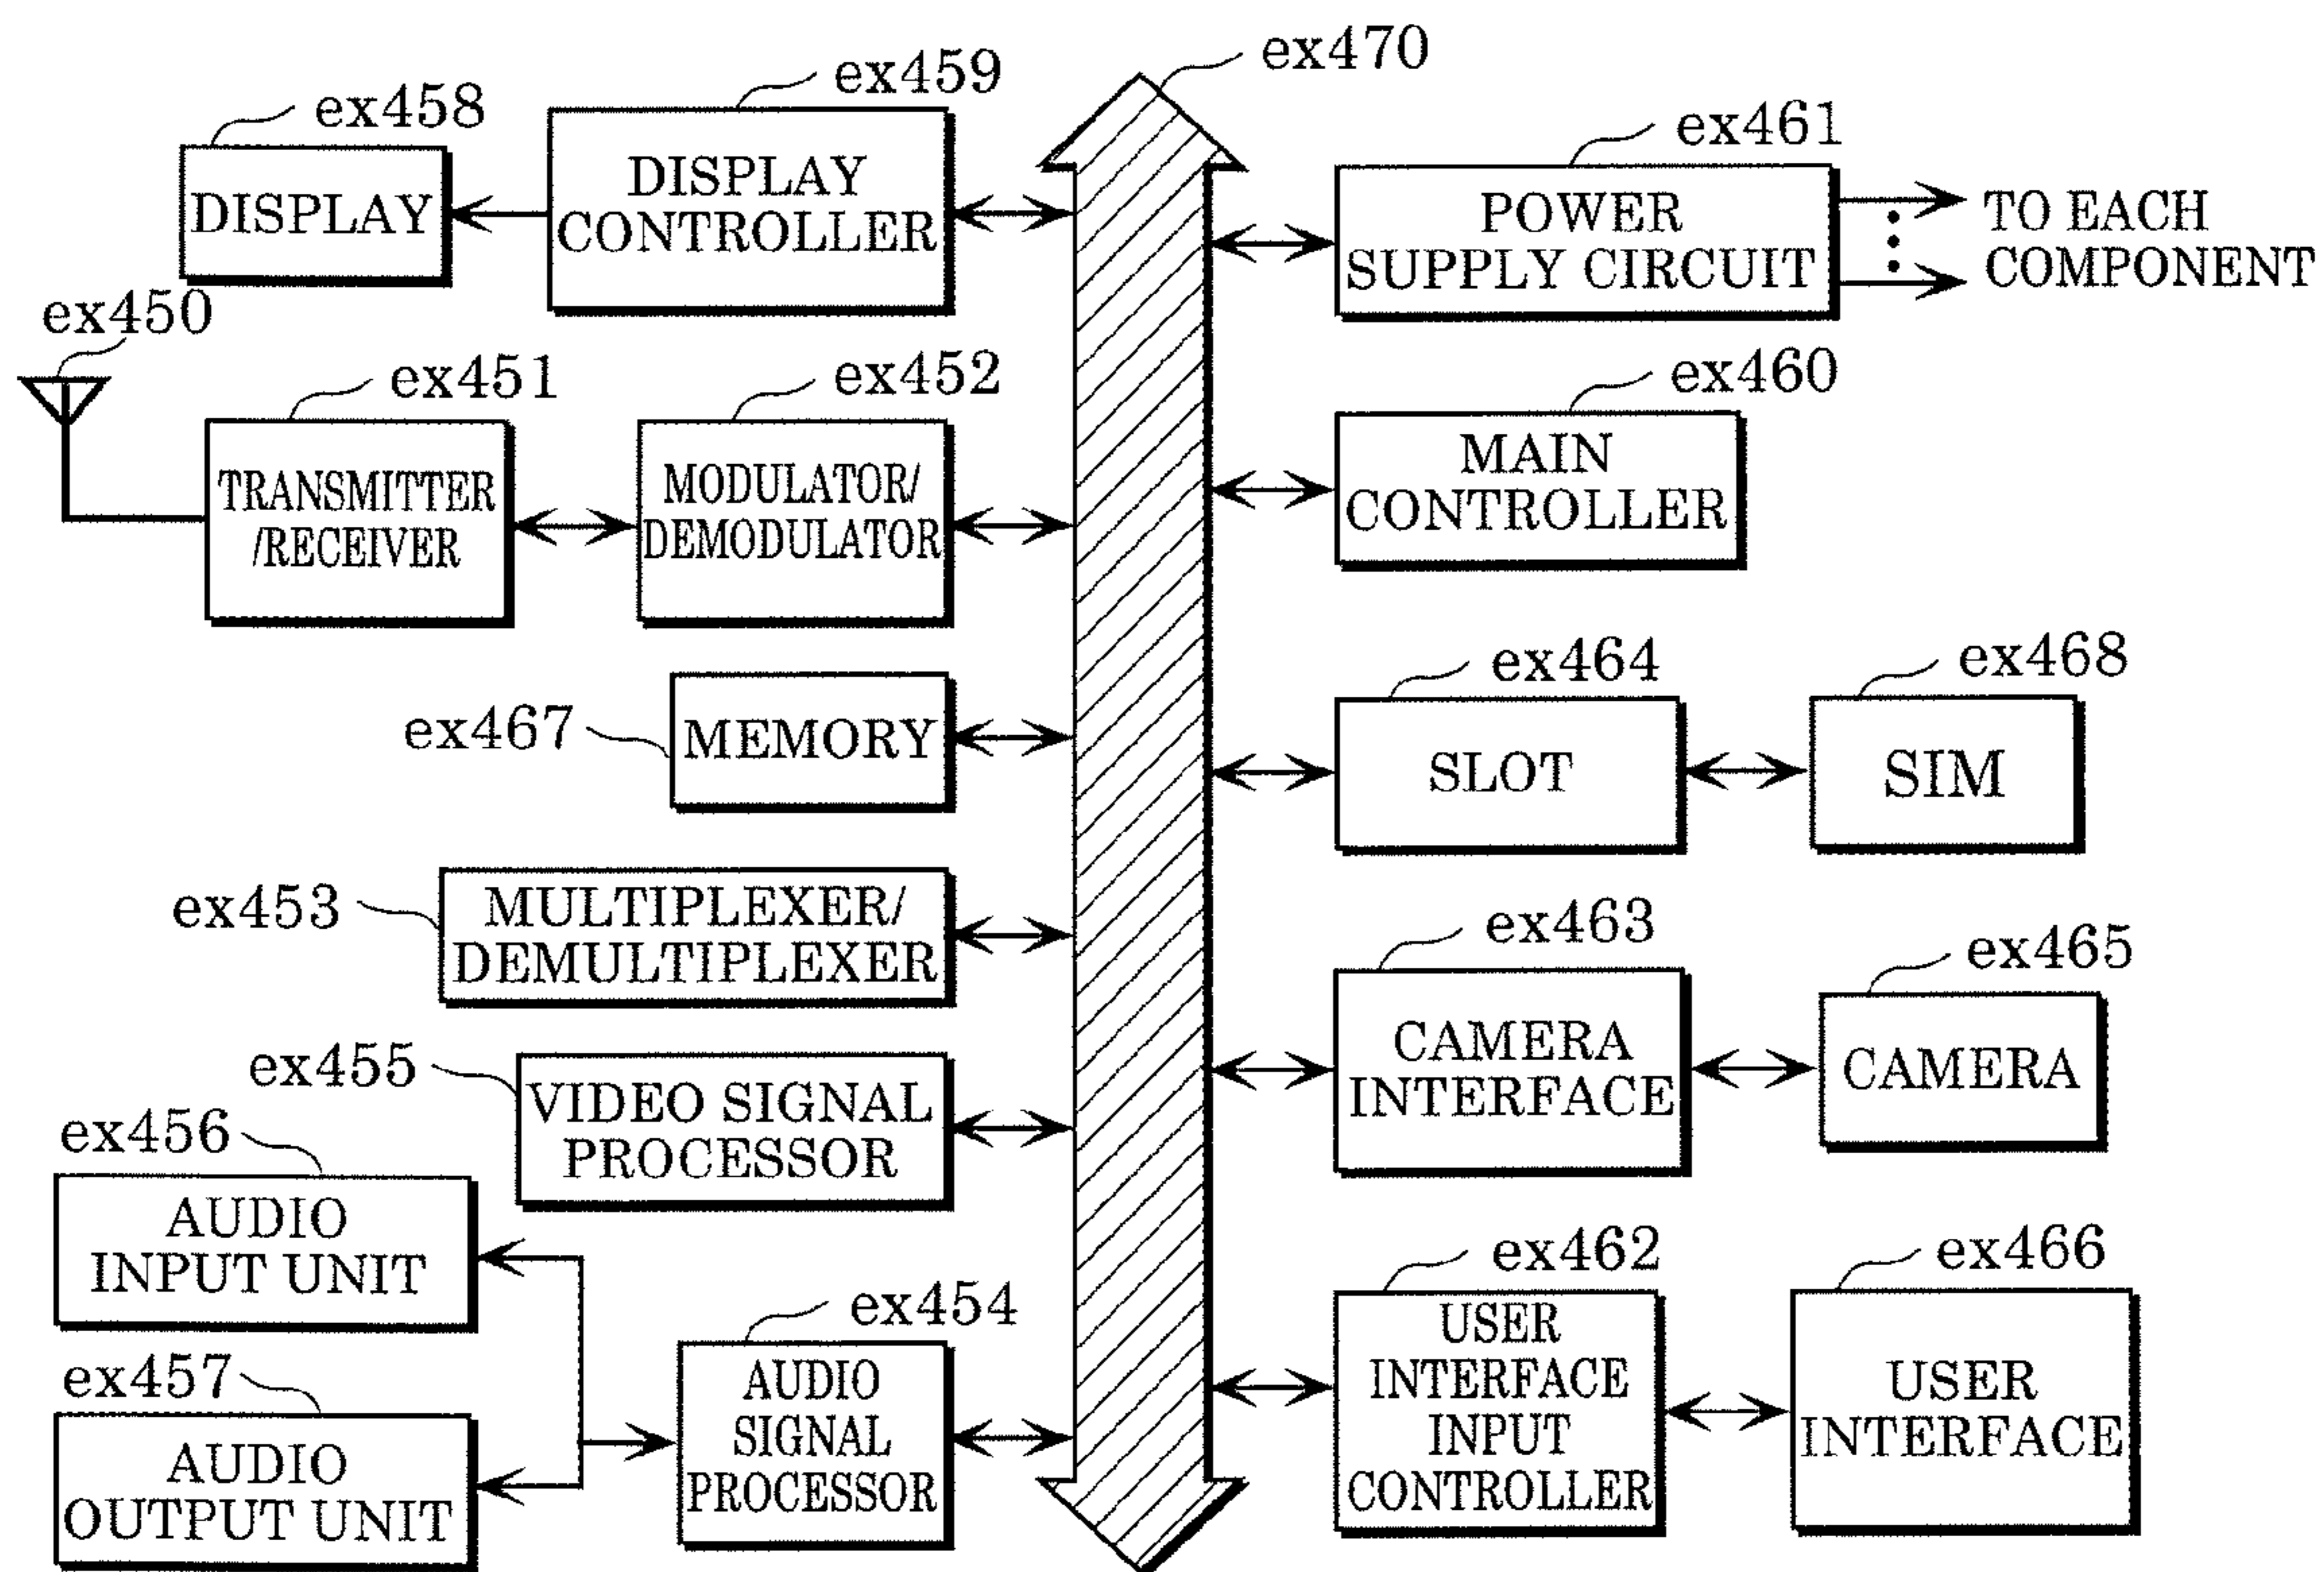 ex470
ex459
ex458
DISPLAY
DISPLAY
CONTROLLER
ex461
POWER
SUPPLY CIRCUIT
TO EACH
COMPONENT
ex450
ex451
TRANSMITTER
/RECEIVER
ex452
MODULATOR/
DEMODULATOR
ex460
MAIN
CONTROLLER
ex467
MEMORY
ex464
SLOT
ex468
SIM
ex453
MULTIPLEXER/
DEMULTIPLEXER
ex463
CAMERA
INTERFACE
ex465
CAMERA
ex455
VIDEO SIGNAL
PROCESSOR
ex456
AUDIO
INPUT UNIT
ex457
AUDIO
OUTPUT UNIT
ex454
AUDIO
SIGNAL
PROCESSOR
ex462
USER
INTERFACE
INPUT
CONTROLLER
ex466
USER
INTERFACE